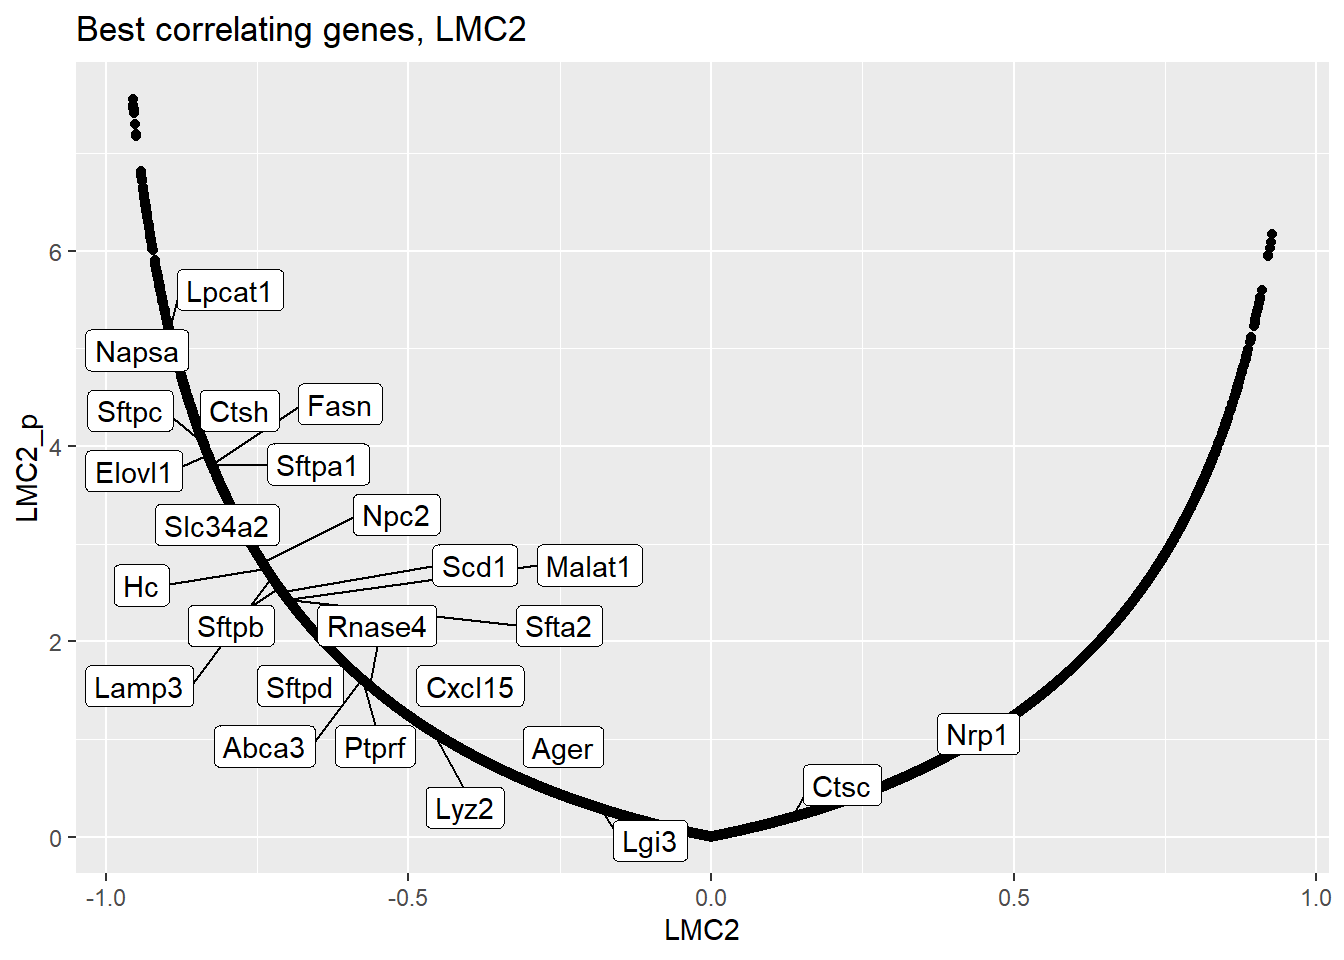 Best correlating genes, LMC2
LMC2_p
6
4
2
0
Lpcat1
Napsa
Sftpc
Ctsh
Fasn
Elovl1
Sftpa1
Slc34a2
Npc2
Hc
Scd1
Malat1
Sftpb
Rnase4
Sfta2
Lamp3
Sftpd
Cxcl15
Abca3
Ptprf
Ager
Nrp1
Lyz2
Ctsc
Lgi3
-1.0
-0.5
0.0
0.5
1.0
LMC2